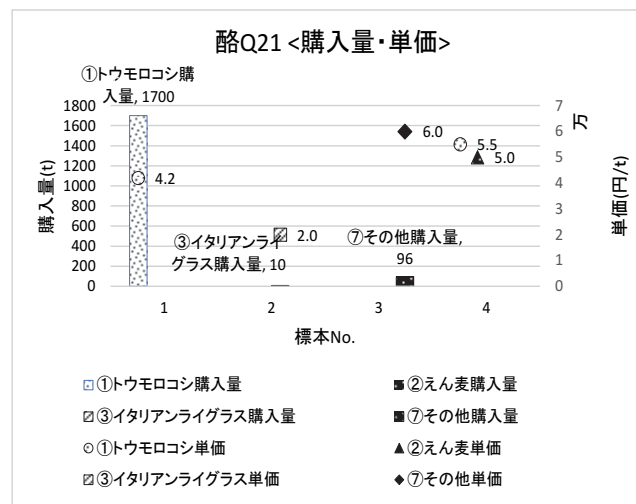 酪Q21 <購入量・単価>
①トウモロコシ購
入量, 1700
1800
1600
1400
1200
1000
800
600
400
200
0
購入量(t)
4.2
③イタリアンライ
グラス購入量, 10
2.0
⑦その他購入量,
96
6.0
5.5
5.0
7
6
5
4
3
2
1
0
万
単価(円/t)
1 2 3 4
標本No.
①トウモロコシ購入量 ②えん麦購入量
③イタリアンライグラス購入量 ⑦その他購入量
①トウモロコシ単価 ②えん麦単価
③イタリアンライグラス単価 ⑦その他単価